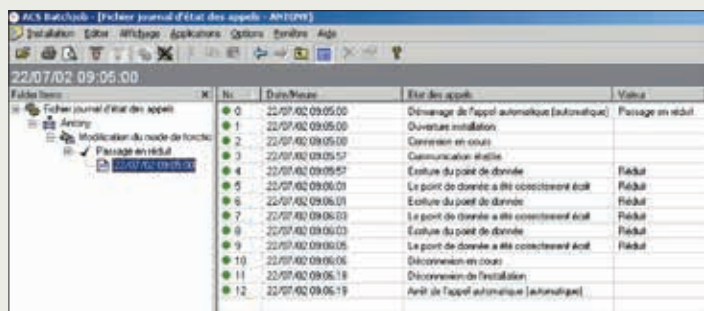 ACS Batchjob - [Fichier journal d'état des appels - ANTONY]
Installation Editer Affichage Applications Options Fenêtre Aide
22/07/02 09:05:00
Folder Items
Fichier journal d'état des appels
Antony
Modification du mode de fonctio
Passage en réduit
22/07/02 09:05:00
Nr. Date/Heure Etat des appels Valeur
0 22/07/02 09:05:00 Démarrage de l'appel automatique [automatique] Passage en réduit
1 22/07/02 09:05:00 Ouverture installation
2 22/07/02 09:05:00 Connexion en cours
3 22/07/02 09:05:57 Communication établie
4 22/07/02 09:05:57 Ecriture du point de donnée Réduit
5 22/07/02 09:06:01 Le point de donnée a été correctement écrit Réduit
6 22/07/02 09:06:01 Ecriture du point de donnée Réduit
7 22/07/02 09:06:03 Le point de donnée a été correctement écrit Réduit
8 22/07/02 09:06:03 Ecriture du point de donnée Réduit
9 22/07/02 09:06:05 Le point de donnée a été correctement écrit Réduit
10 22/07/02 09:06:06 Déconnexion en cours
11 22/07/02 09:06:19 Déconnexion de l'installation
12 22/07/02 09:06:19 Arrêt de l'appel automatique [automatique]